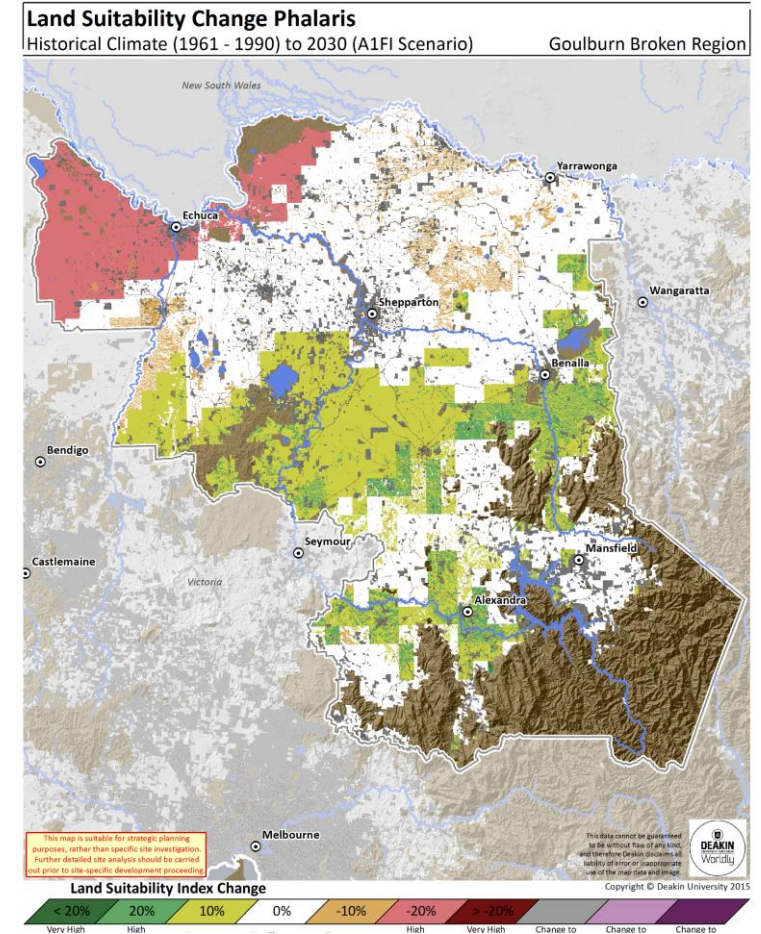 Land Suitability Change Phalaris
Historical Climate (1961 - 1990) to 2030 (A1FI Scenario)
Goulburn Broken Region
New South Wales
Yarrawonga
Echuca
Wangaratta
Shepparton
Benalla
Bendigo
Seymour
Mansfield
Castlemaine
Victoria
Alexandra
Melbourne
This map is suitable for strategic planning
purposes, rather than specific site investigation.
Further detailed site analysis should be carried
out prior to site-specific development proceeding
This data cannot be guaranteed
to be without flaw of any kind,
and therefore Deakin disclaims all
liability of error or inappropriate
use of the map data and image.
DEAKIN
Worldly
Land Suitability Index Change
Copyright © Deakin University 2015
< 20% 20% 10% 0% -10% -20% > -20% Change to Change to Change to
Very High High High Very High